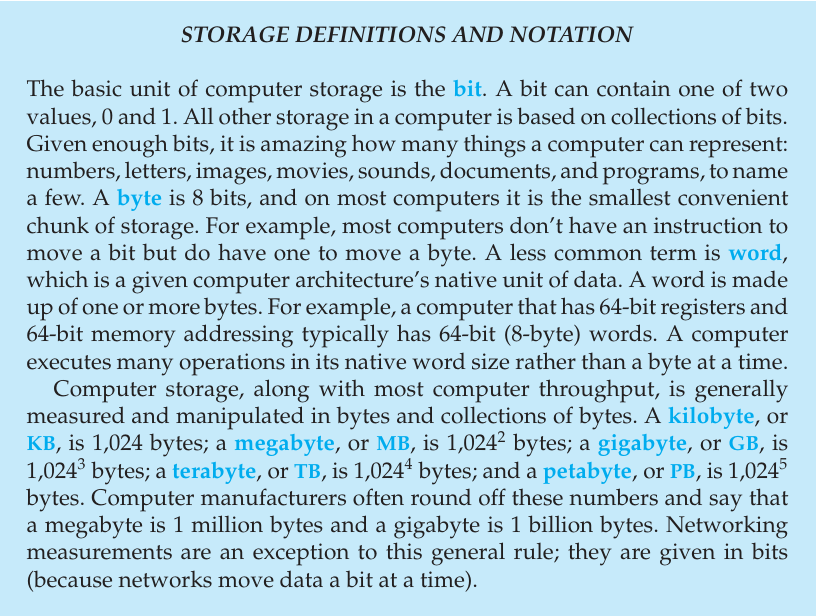 STORAGE DEFINITIONS AND NOTATION
The basic unit of computer storage is the bit. A bit can contain one of two
values, 0 and 1. All other storage in a computer is based on collections of bits.
Given enough bits, it is amazing how many things a computer can represent:
numbers, letters, images, movies, sounds, documents, and programs, to name
a few. A byte is 8 bits, and on most computers it is the smallest convenient
chunk of storage. For example, most computers don’t have an instruction to
move a bit but do have one to move a byte. A less common term is word,
which is a given computer architecture’s native unit of data. A word is made
up of one or more bytes. For example, a computer that has 64-bit registers and
64-bit memory addressing typically has 64-bit (8-byte) words. A computer
executes many operations in its native word size rather than a byte at a time.
Computer storage, along with most computer throughput, is generally
measured and manipulated in bytes and collections of bytes. A kilobyte, or
KB, is 1,024 bytes; a megabyte, or MB, is 1,024² bytes; a gigabyte, or GB, is
1,024³ bytes; a terabyte, or TB, is 1,024⁴ bytes; and a petabyte, or PB, is 1,024⁵
bytes. Computer manufacturers often round off these numbers and say that
a megabyte is 1 million bytes and a gigabyte is 1 billion bytes. Networking
measurements are an exception to this general rule; they are given in bits
(because networks move data a bit at a time).